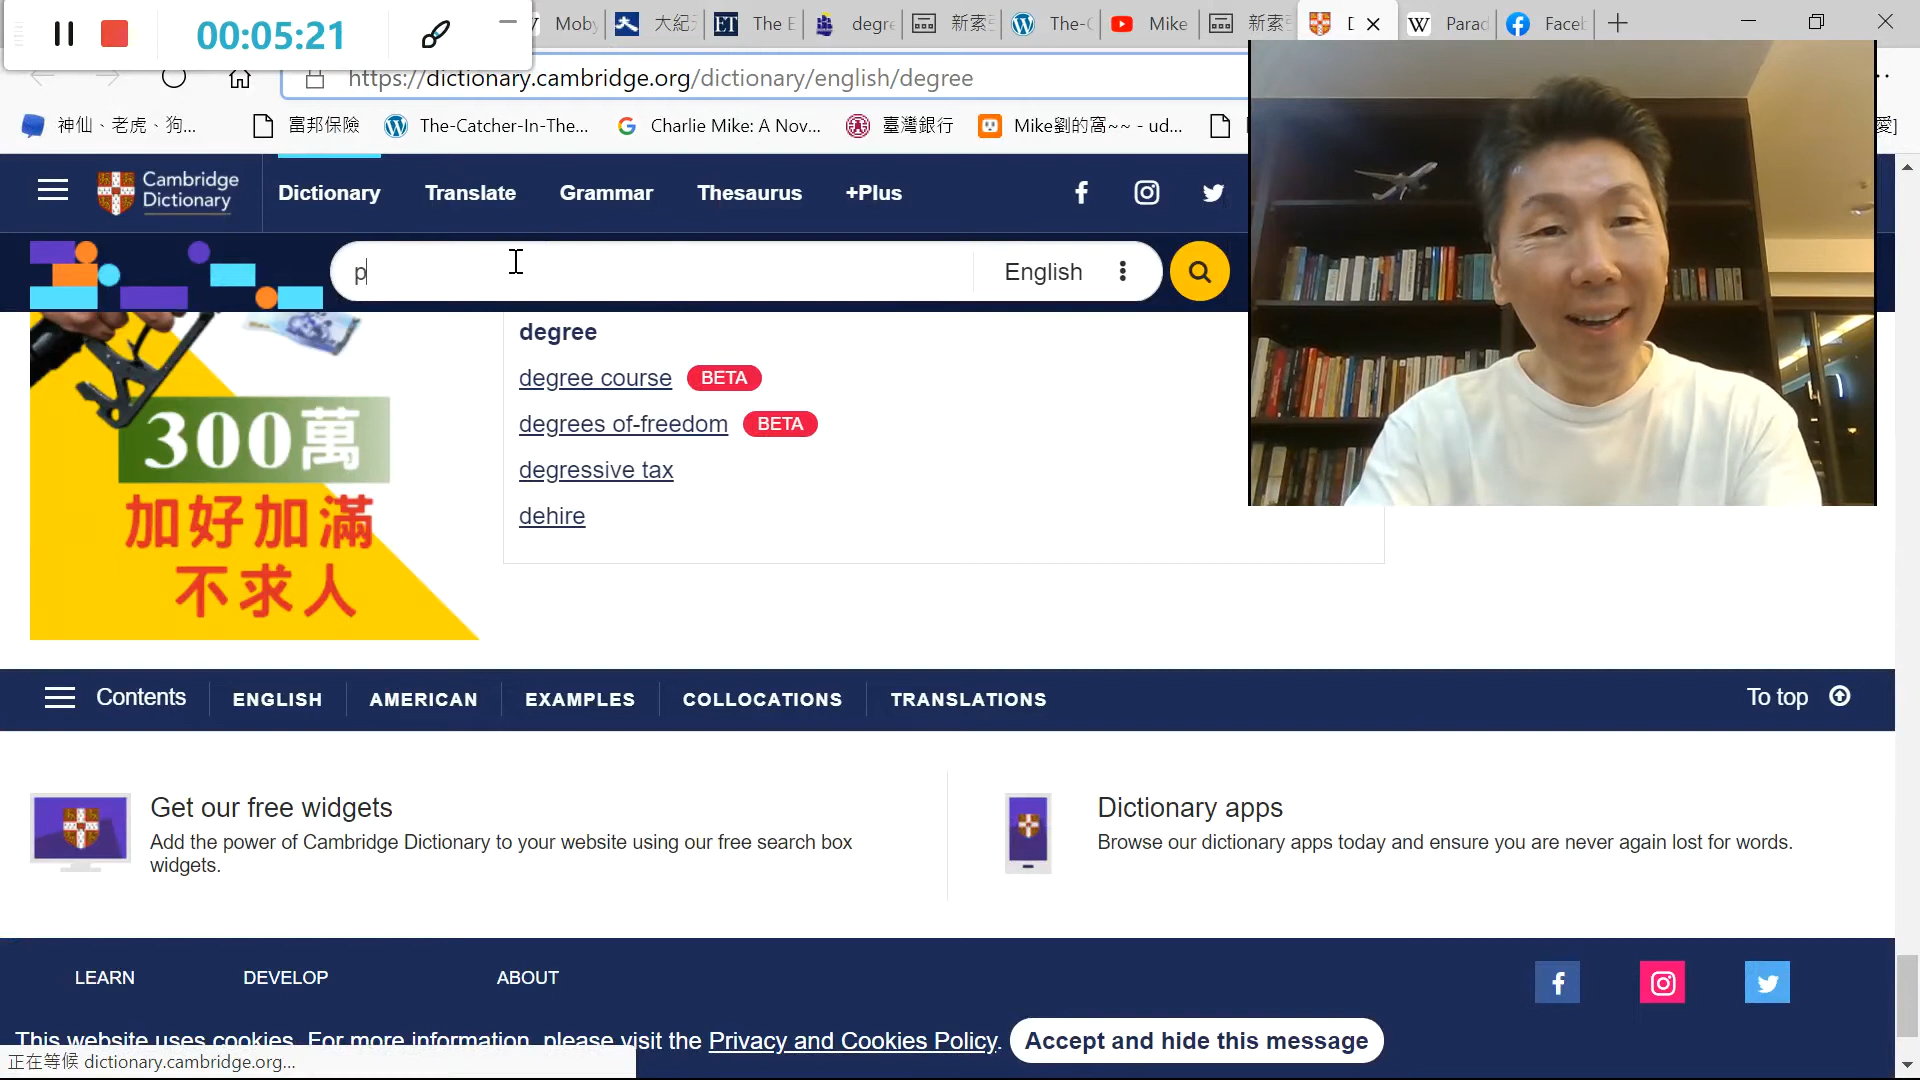 00:05:21
Moby
大紀
The E
degre
新索
The-C
Mike
新索
Parad
Facel
https://dictionary.cambridge.org/dictionary/english/degree
神仙、老虎、狗...
富邦保險
The-Catcher-In-The...
Charlie Mike: A Nov...
臺灣銀行
Mike劉的窩~~ - ud...
愛]
Cambridge
Dictionary
Dictionary
Translate
Grammar
Thesaurus
+Plus
p
English
degree
degree course BETA
degrees of-freedom BETA
degressive tax
dehire
300萬
加好加滿
不求人
Contents
ENGLISH
AMERICAN
EXAMPLES
COLLOCATIONS
TRANSLATIONS
To top
Get our free widgets
Add the power of Cambridge Dictionary to your website using our free search box
widgets.
Dictionary apps
Browse our dictionary apps today and ensure you are never again lost for words.
LEARN
DEVELOP
ABOUT
This website uses cookies. For more information, please visit the Privacy and Cookies Policy.
Accept and hide this message
正在等候 dictionary.cambridge.org...